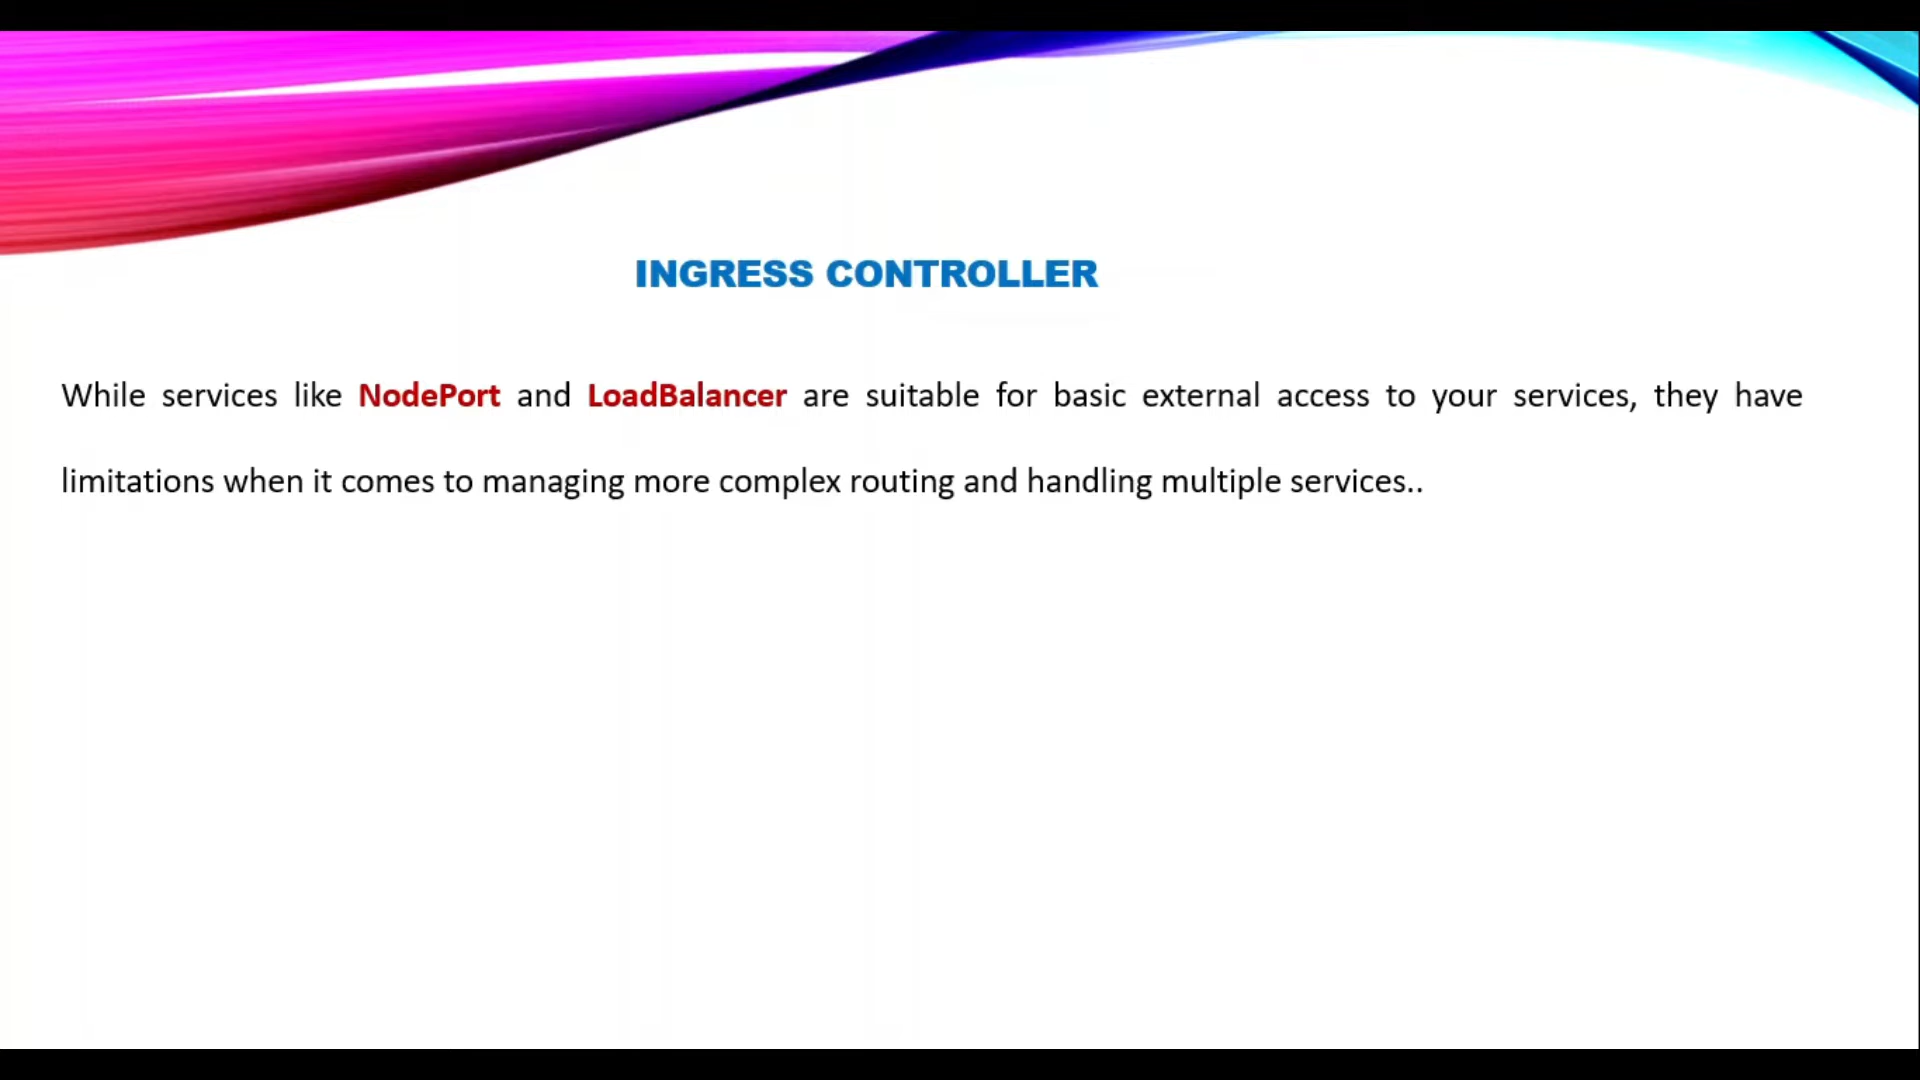 INGRESS CONTROLLER
While services like NodePort and LoadBalancer are suitable for basic external access to your services, they have
limitations when it comes to managing more complex routing and handling multiple services..